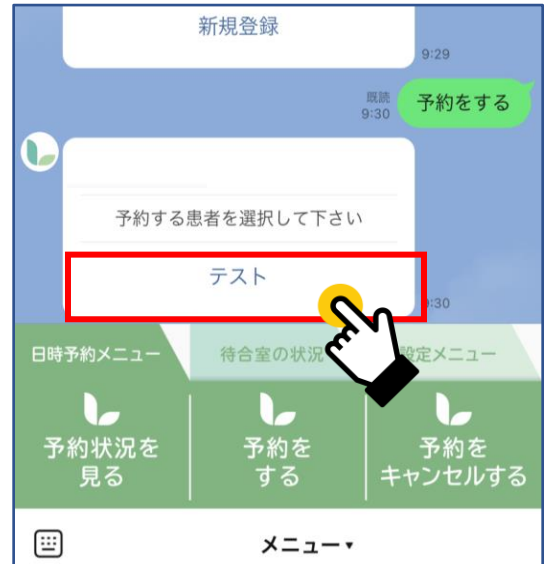 新規登録
9:29
既読
9:30
予約をする
予約する患者を選択して下さい
テスト
:30
日時予約メニュー
待合室の状況
設定メニュー
予約状況を
見る
予約を
する
予約を
キャンセルする
メニュー▼